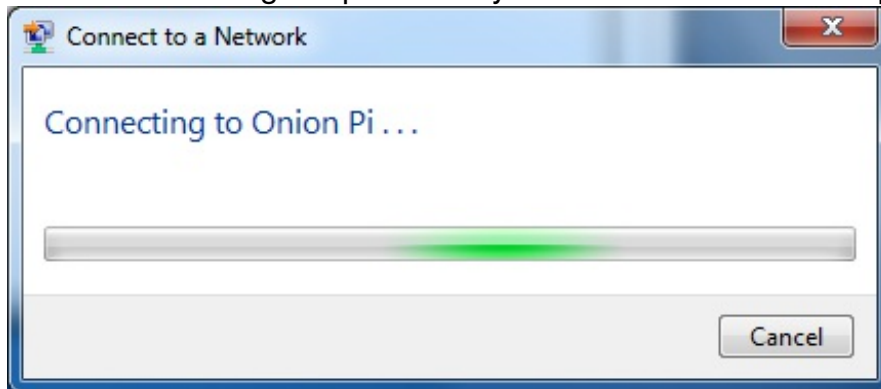 Connect to a Network
Connecting to Onion Pi . . .
Cancel